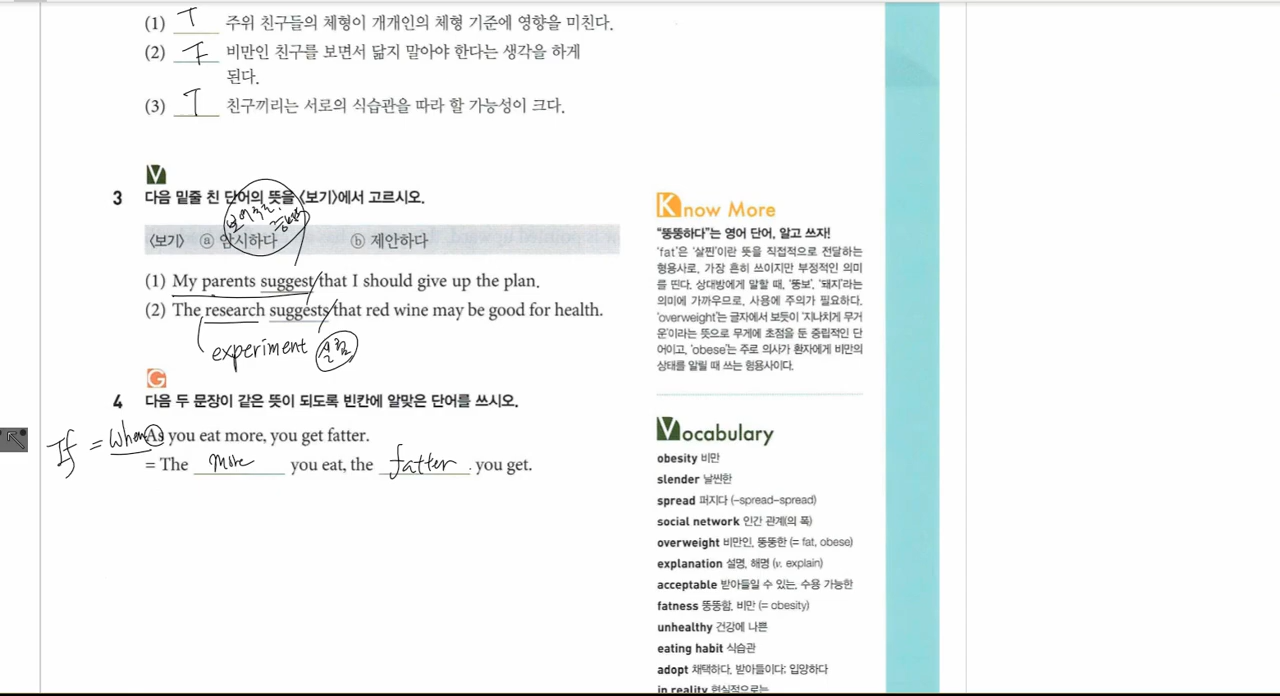 (1) T 주위 친구들의 체형이 개개인의 체형 기준에 영향을 미친다.
(2) F 비만인 친구를 보면서 닮지 말아야 한다는 생각을 하게
된다.
(3) T 친구끼리는 서로의 식습관을 따라 할 가능성이 크다.
V
3 다음 밑줄 친 단어의 뜻을 〈보기〉에서 고르시오.
보여주다,
〈보기〉 ⓐ 암시하다 ⓑ 제안하다
(1) My parents suggest that I should give up the plan.
(2) The research suggests that red wine may be good for health.
experiment 실험
G
4 다음 두 문장이 같은 뜻이 되도록 빈칸에 알맞은 단어를 쓰시오.
If = when As you eat more, you get fatter.
= The more you eat, the fatter you get.
Know More
“뚱뚱하다”는 영어 단어, 알고 쓰자!
‘fat’은 ‘살찐’이란 뜻을 직접적으로 전달하는
형용사로, 가장 흔히 쓰이지만 부정적인 의미
를 띤다. 상대방에게 말할 때, ‘뚱보’, ‘돼지’라는
의미에 가까우므로, 사용에 주의가 필요하다.
‘overweight’는 글자에서 보듯이 ‘지나치게 무거
운’이라는 뜻으로 무게에 초점을 둔 중립적인 단
어이고, ‘obese’는 주로 의사가 환자에게 비만의
상태를 알릴 때 쓰는 형용사이다.
Vocabulary
obesity 비만
slender 날씬한
spread 퍼지다 (–spread–spread)
social network 인간 관계(의 폭)
overweight 비만인, 뚱뚱한 (= fat, obese)
explanation 설명, 해명 (v. explain)
acceptable 받아들일 수 있는, 수용 가능한
fatness 뚱뚱함, 비만 (= obesity)
unhealthy 건강에 나쁜
eating habit 식습관
adopt 채택하다, 받아들이다; 입양하다
in reality 현실적으로는